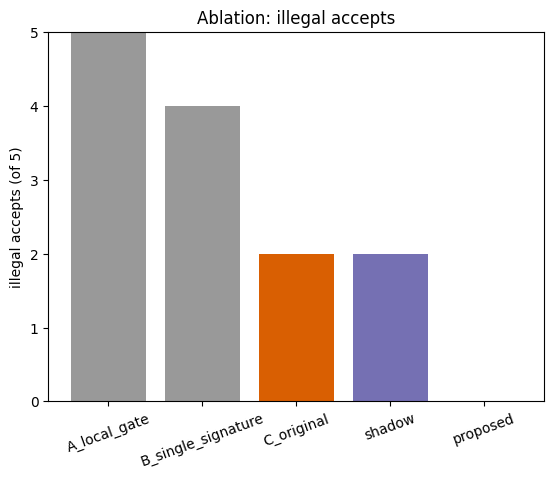 Ablation: illegal accepts
illegal accepts (of 5)
5
4
3
2
1
0
A_local_gate
B_single_signature
C_original
shadow
proposed